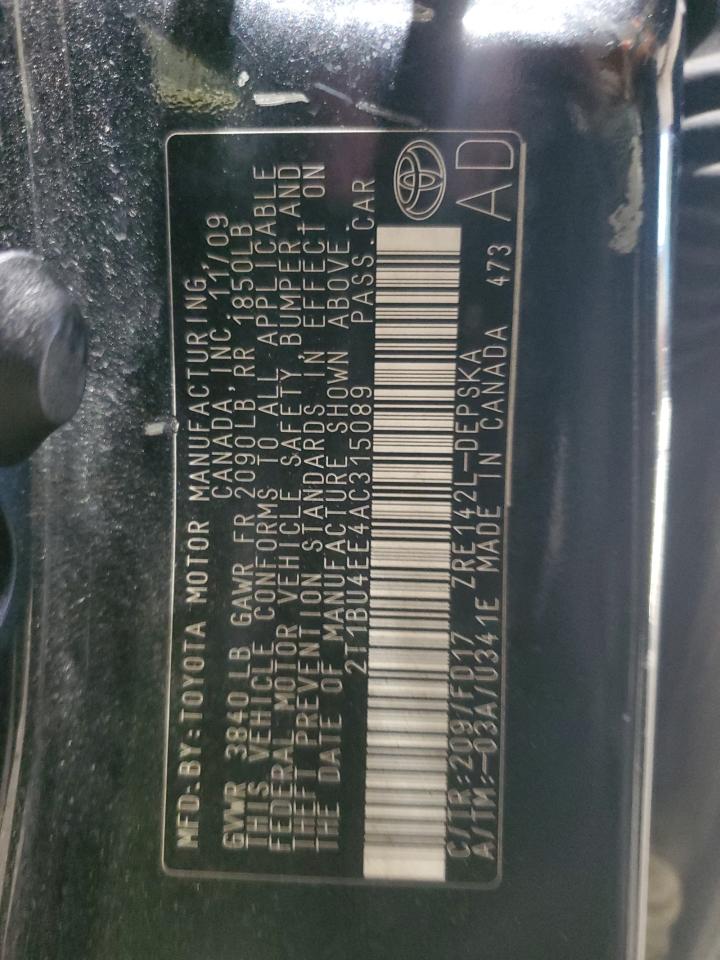 MFD. BY: TOYOTA MOTOR MANUFACTURING
CANADA, INC. 11/09
GVWR 3840 LB GAWR FR 2090LB, RR 1850LB
THIS VEHICLE CONFORMS TO ALL APPLICABLE
FEDERAL MOTOR VEHICLE SAFETY, BUMPER, AND
THEFT PREVENTION STANDARDS IN EFFECT ON
THE DATE OF MANUFACTURE SHOWN ABOVE.
2T1BU4EE4AC315089 PASS.CAR
C/TR:209/FD17 ZRE142L-DEPSKA
A/TM:-03A/U341E MADE IN CANADA 473
AD